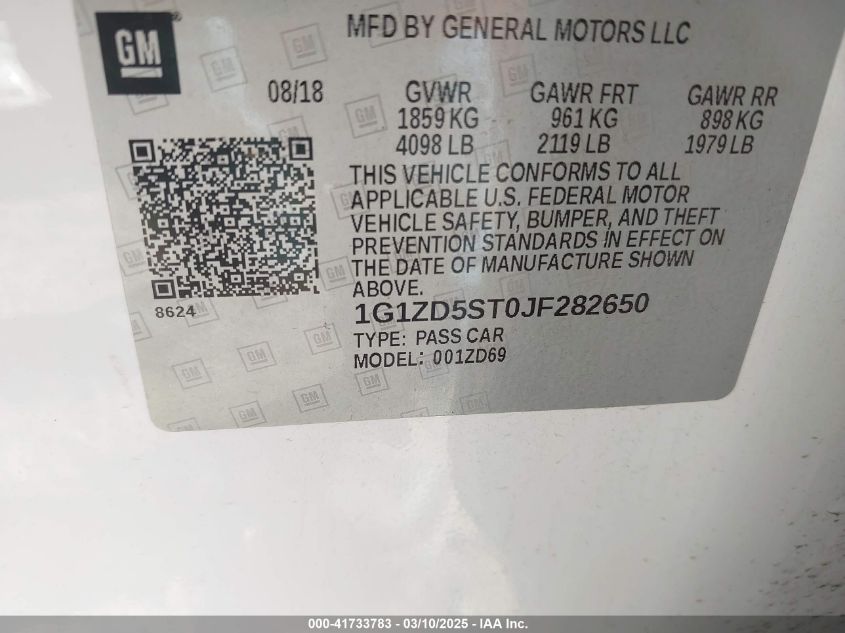 GM
MFD BY GENERAL MOTORS LLC
08/18 GVWR GAWR FRT GAWR RR
1859 KG 961 KG 898 KG
4098 LB 2119 LB 1979 LB
THIS VEHICLE CONFORMS TO ALL
APPLICABLE U.S. FEDERAL MOTOR
VEHICLE SAFETY, BUMPER, AND THEFT
PREVENTION STANDARDS IN EFFECT ON
THE DATE OF MANUFACTURE SHOWN
ABOVE.
8624
1G1ZD5ST0JF282650
TYPE: PASS CAR
MODEL: 001ZD69
000-41733783 - 03/10/2025 - IAA Inc.